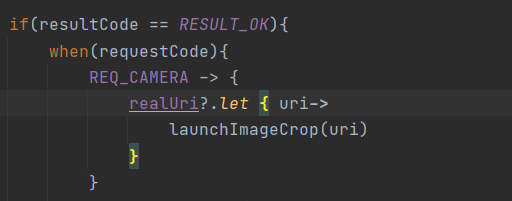 if(resultCode == RESULT_OK){
when(requestCode){
REQ_CAMERA -> {
realUri?.let { uri->
launchImageCrop(uri)
}
}